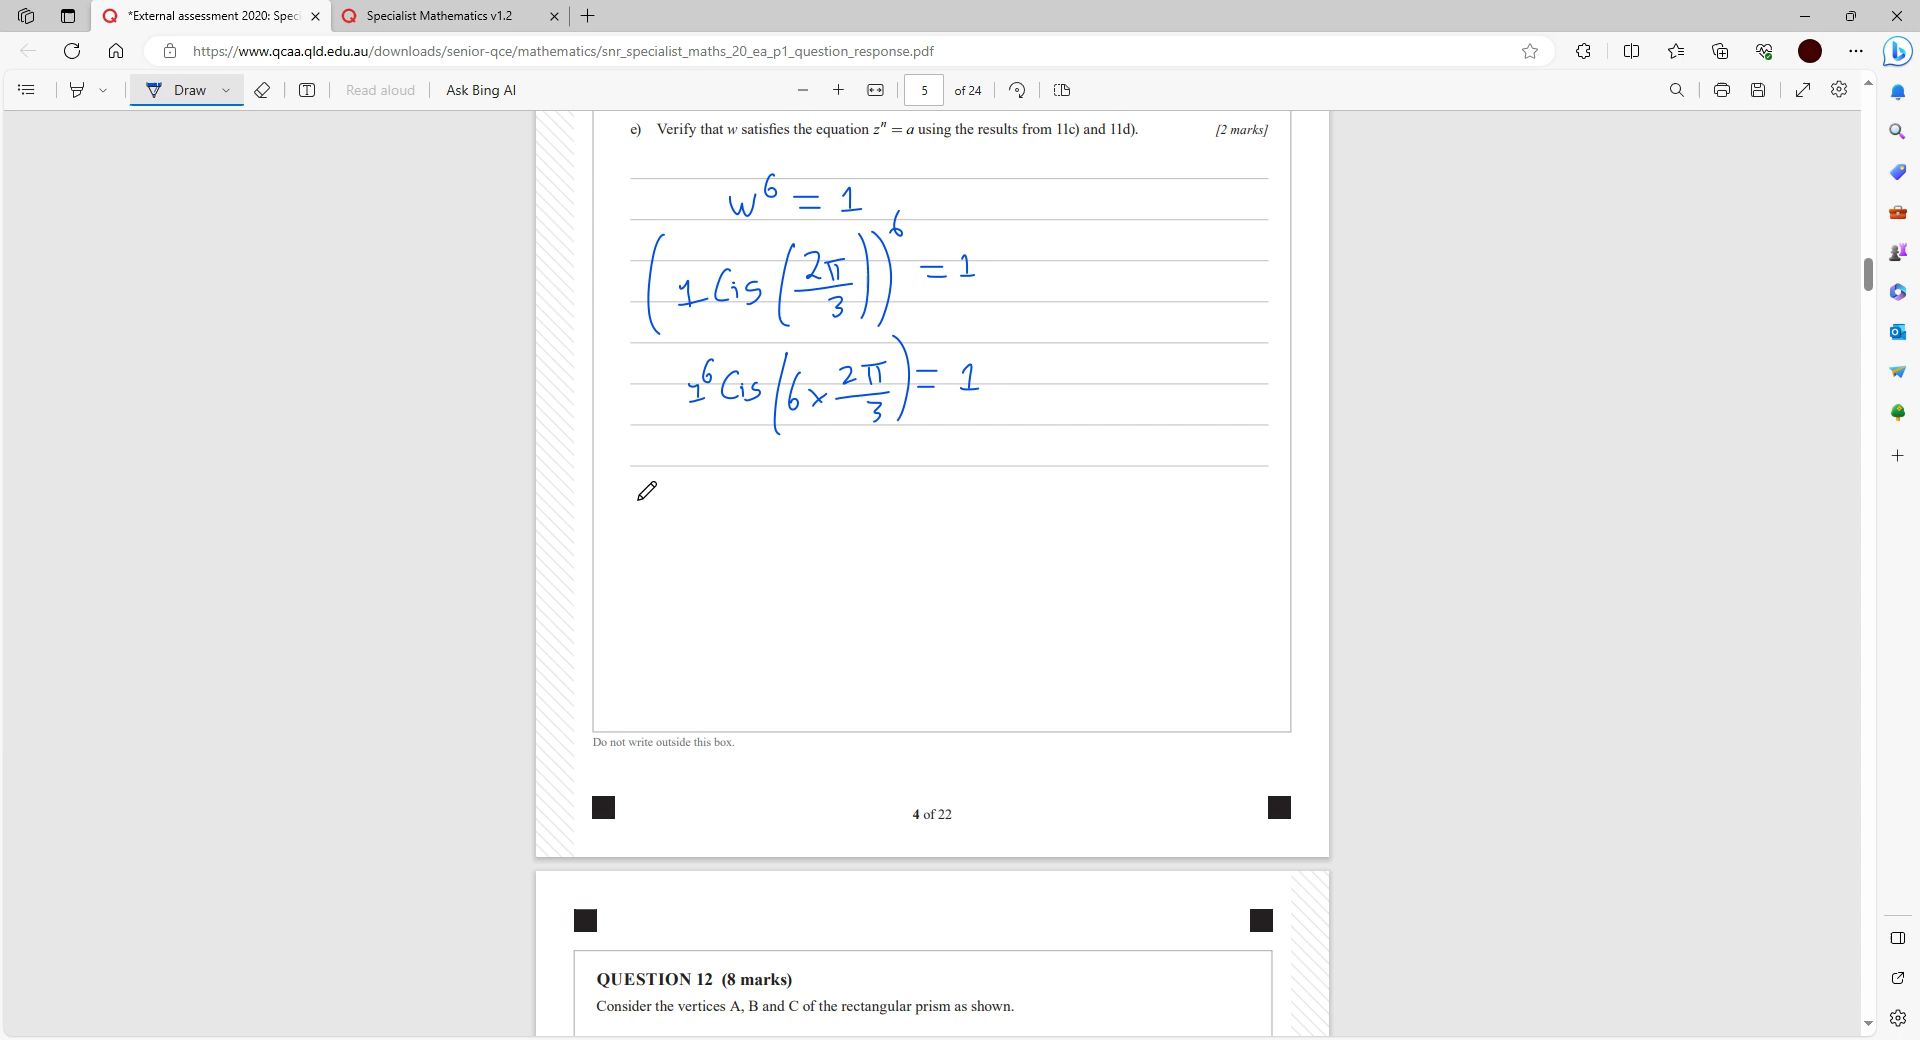 *External assessment 2020: Spec
Specialist Mathematics v1.2
https://www.qcaa.qld.edu.au/downloads/senior-qce/mathematics/snr_specialist_maths_20_ea_p1_question_response.pdf
Draw
Read aloud
Ask Bing AI
5 of 24
e) Verify that w satisfies the equation zⁿ = a using the results from 11c) and 11d). [2 marks]
w⁶ = 1
(1 Cis (2π/3))⁶ = 1
1⁶ Cis (6 × 2π/3) = 1
Do not write outside this box.
4 of 22
QUESTION 12 (8 marks)
Consider the vertices A, B and C of the rectangular prism as shown.